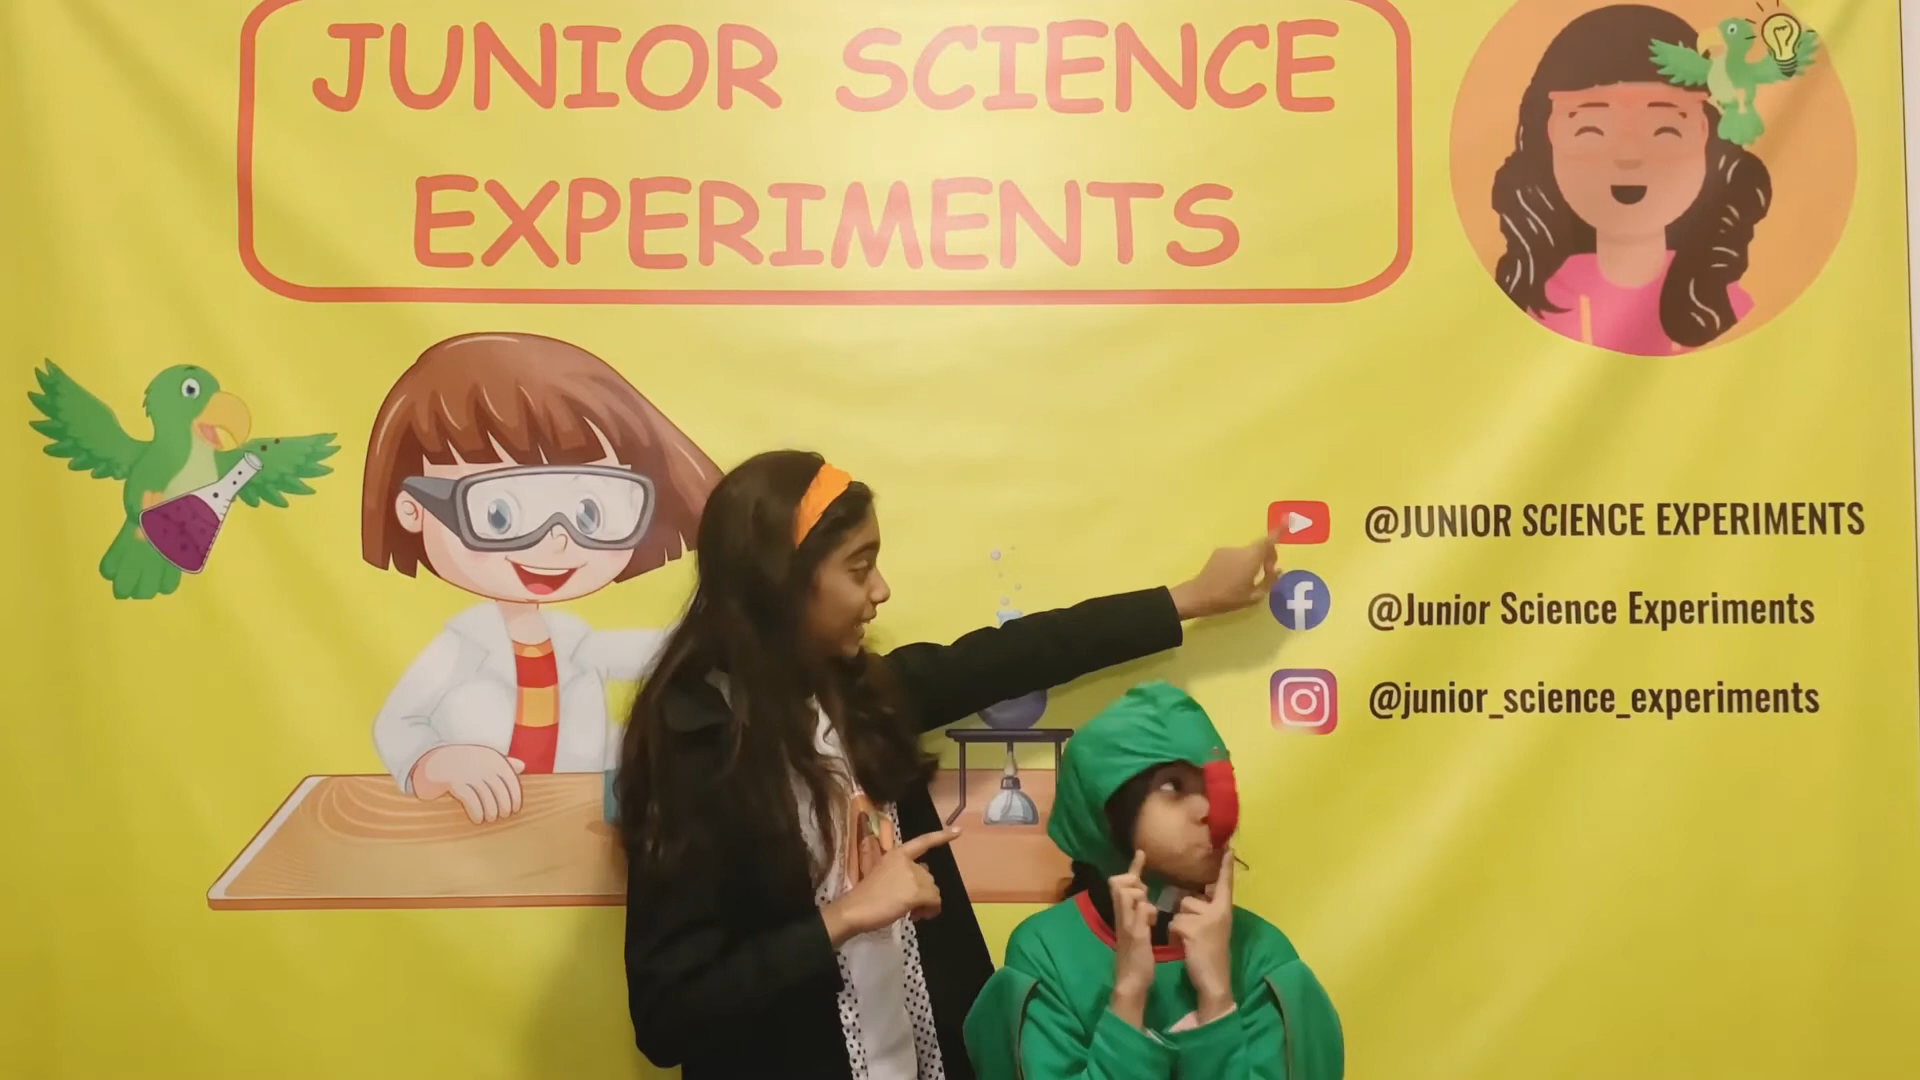 JUNIOR SCIENCE
EXPERIMENTS
@JUNIOR SCIENCE EXPERIMENTS
@Junior Science Experiments
@junior_science_experiments